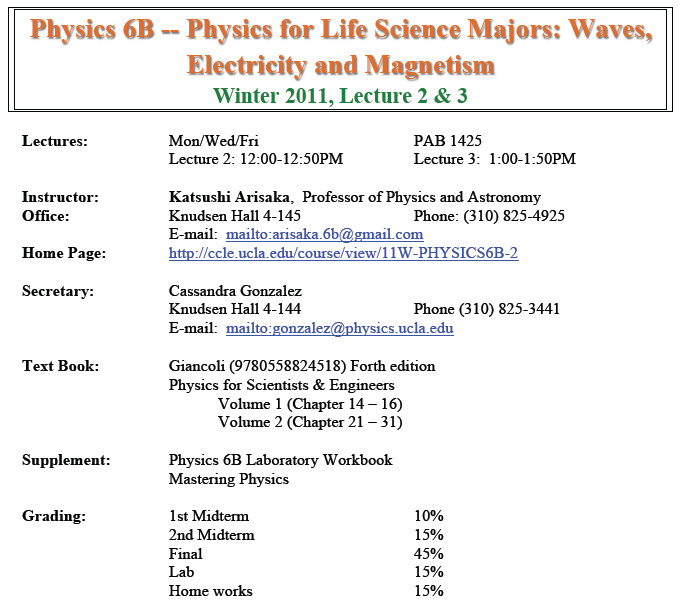 Physics 6B -- Physics for Life Science Majors: Waves,
Electricity and Magnetism
Winter 2011, Lecture 2 & 3
Lectures: Mon/Wed/Fri PAB 1425
Lecture 2: 12:00-12:50PM Lecture 3: 1:00-1:50PM
Instructor: Katsushi Arisaka, Professor of Physics and Astronomy
Office: Knudsen Hall 4-145 Phone: (310) 825-4925
E-mail: mailto:arisaka.6b@gmail.com
Home Page: http://ccle.ucla.edu/course/view/11W-PHYSICS6B-2
Secretary: Cassandra Gonzalez
Knudsen Hall 4-144 Phone (310) 825-3441
E-mail: mailto:gonzalez@physics.ucla.edu
Text Book: Giancoli (9780558824518) Forth edition
Physics for Scientists & Engineers
Volume 1 (Chapter 14 – 16)
Volume 2 (Chapter 21 – 31)
Supplement: Physics 6B Laboratory Workbook
Mastering Physics
Grading: 1st Midterm 10%
2nd Midterm 15%
Final 45%
Lab 15%
Home works 15%